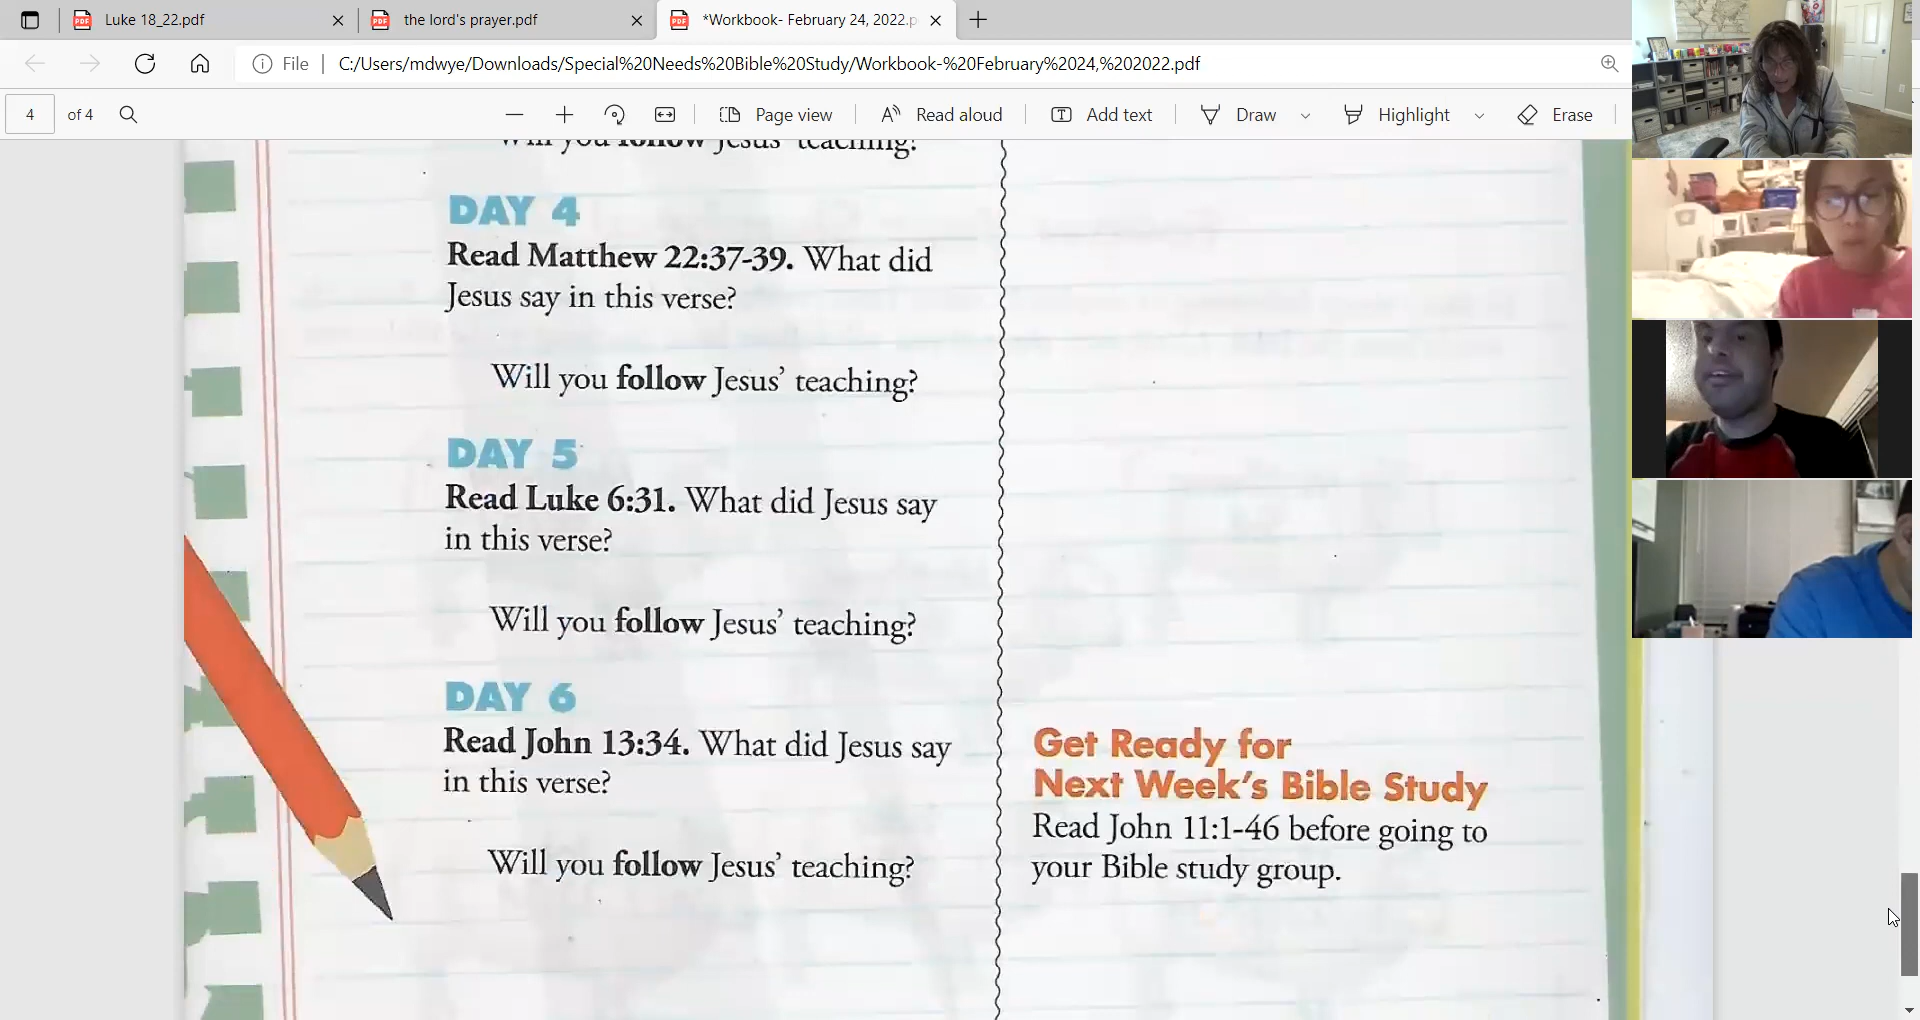 Luke 18_22.pdf
the lord's prayer.pdf
*Workbook- February 24, 2022.p
File
C:/Users/mdwye/Downloads/Special%20Needs%20Bible%20Study/Workbook-%20February%2024,%202022.pdf
4 of 4
Page view
Read aloud
Add text
Draw
Highlight
Erase
Will you follow Jesus' teaching?
DAY 4
Read Matthew 22:37-39. What did
Jesus say in this verse?
Will you follow Jesus' teaching?
DAY 5
Read Luke 6:31. What did Jesus say
in this verse?
Will you follow Jesus' teaching?
DAY 6
Read John 13:34. What did Jesus say
in this verse?
Will you follow Jesus' teaching?
Get Ready for
Next Week's Bible Study
Read John 11:1-46 before going to
your Bible study group.